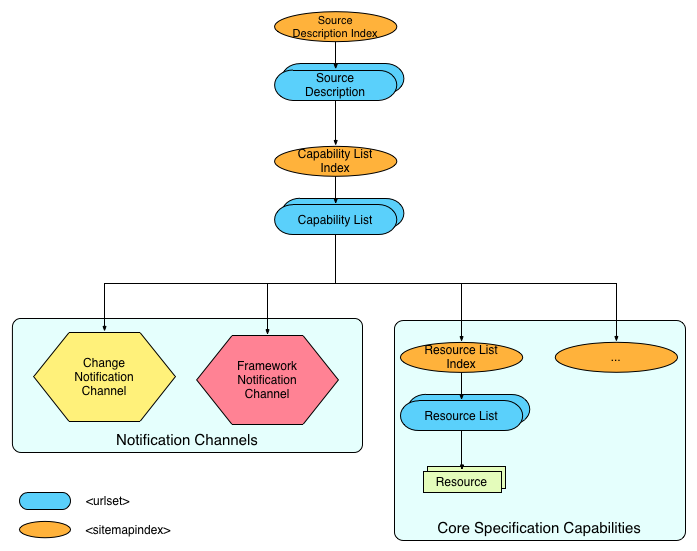 Source
Description Index
Source
Description
Capability List
Index
Capability List
Change
Notification
Channel
Framework
Notification
Channel
Notification Channels
Resource List
Index
...
Resource List
Resource
Core Specification Capabilities
<urlset>
<sitemapindex>